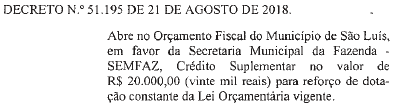 DECRETO N.º 51.195 DE 21 DE AGOSTO DE 2018.
Abre no Orçamento Fiscal do Município de São Luís,
em favor da Secretaria Municipal da Fazenda -
SEMFAZ, Crédito Suplementar no valor de
R$ 20.000,00 (vinte mil reais) para reforço de dota-
ção constante da Lei Orçamentária vigente.